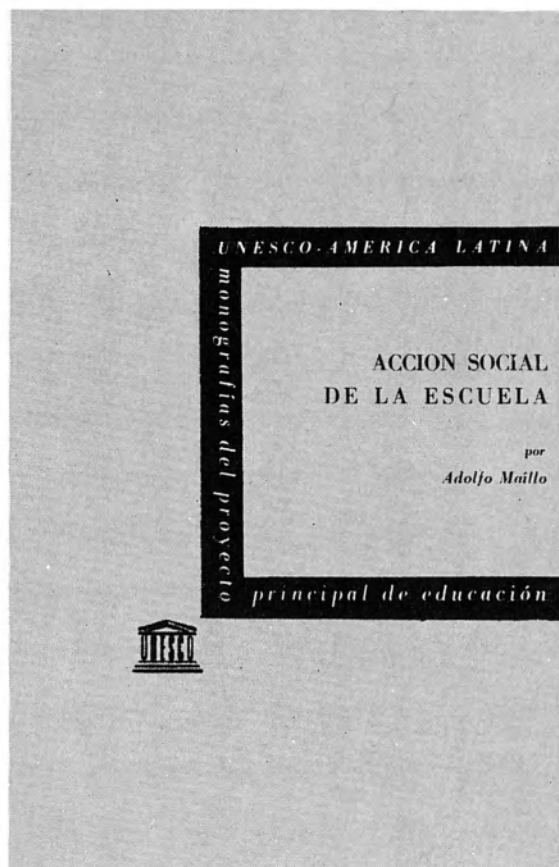 UNESCO-AMERICA LATINA
monografías del proyecto
principal de educación
ACCION SOCIAL
DE LA ESCUELA
por
Adolfo Maíllo
UNESCO